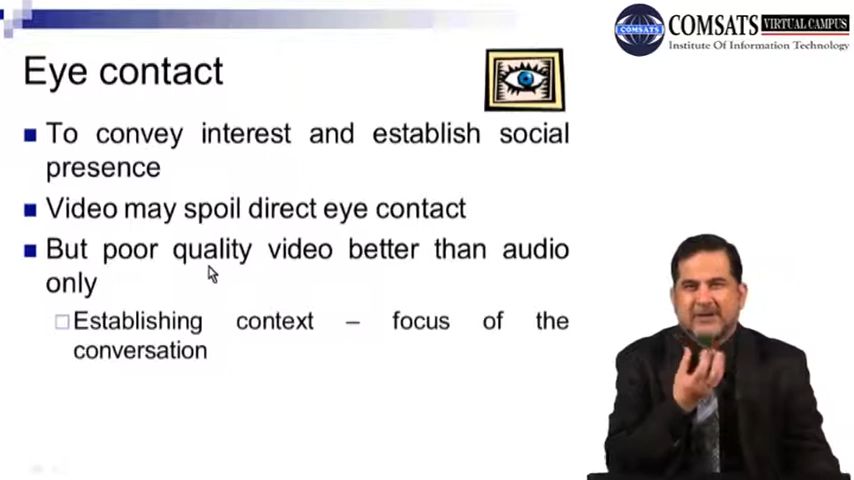 COMSATS
COMSATS VIRTUAL CAMPUS
Institute Of Information Technology
Eye contact
To convey interest and establish social
presence
Video may spoil direct eye contact
But poor quality video better than audio
only
Establishing context – focus of the
conversation